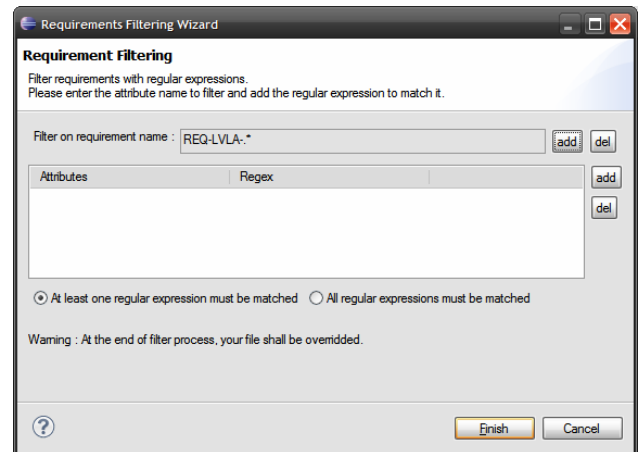 Requirements Filtering Wizard
Requirement Filtering
Filter requirements with regular expressions.
Please enter the attribute name to filter and add the regular expression to match it.
Filter on requirement name : REQ-LVLA-.* add del
Attributes Regex add
del
At least one regular expression must be matched All regular expressions must be matched
Warning : At the end of filter process, your file shall be overridded.
? Finish Cancel